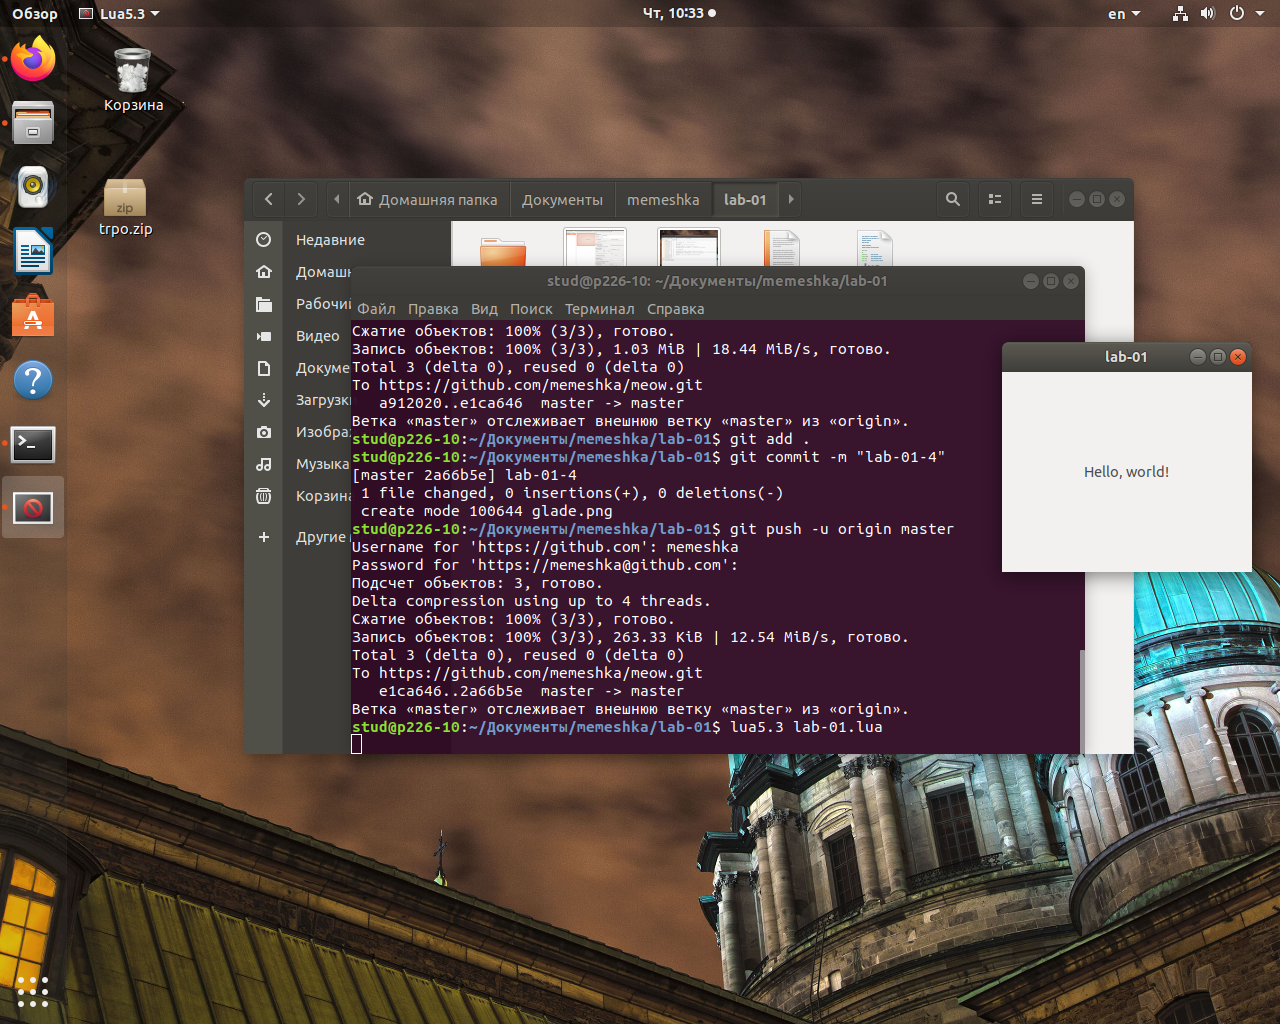 Обзор
Lua5.3
Чт, 10:33
en
Корзина
zip
trpo.zip
Домашняя папка
Документы
memeshka
lab-01
Недавние
Домашн
Рабочий
Видео
Докуме
Загрузк
Изобра
Музыка
Корзина
Другие
stud@p226-10: ~/Документы/memeshka/lab-01
Файл Правка Вид Поиск Терминал Справка
Сжатие объектов: 100% (3/3), готово.
Запись объектов: 100% (3/3), 1.03 MiB | 18.44 MiB/s, готово.
Total 3 (delta 0), reused 0 (delta 0)
To https://github.com/memeshka/meow.git
a912020..e1ca646 master -> master
Ветка «master» отслеживает внешнюю ветку «master» из «origin».
stud@p226-10:~/Документы/memeshka/lab-01$ git add .
stud@p226-10:~/Документы/memeshka/lab-01$ git commit -m "lab-01-4"
[master 2a66b5e] lab-01-4
1 file changed, 0 insertions(+), 0 deletions(-)
create mode 100644 glade.png
stud@p226-10:~/Документы/memeshka/lab-01$ git push -u origin master
Username for 'https://github.com': memeshka
Password for 'https://memeshka@github.com':
Подсчет объектов: 3, готово.
Delta compression using up to 4 threads.
Сжатие объектов: 100% (3/3), готово.
Запись объектов: 100% (3/3), 263.33 KiB | 12.54 MiB/s, готово.
Total 3 (delta 0), reused 0 (delta 0)
To https://github.com/memeshka/meow.git
e1ca646..2a66b5e master -> master
Ветка «master» отслеживает внешнюю ветку «master» из «origin».
stud@p226-10:~/Документы/memeshka/lab-01$ lua5.3 lab-01.lua
lab-01
Hello, world!